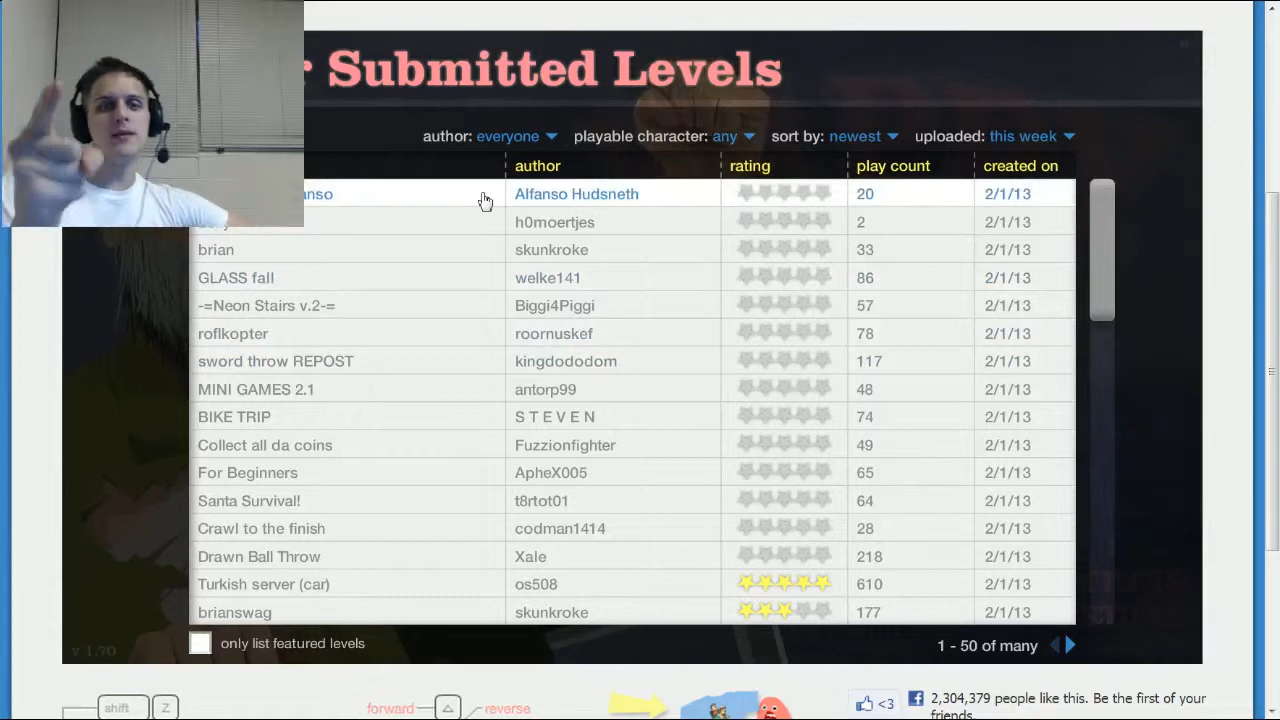 Submitted Levels
author: everyone playable character: any sort by: newest uploaded: this week
author rating play count created on
Alfanso Hudsneth 20 2/1/13
h0moertjes 2 2/1/13
brian skunkroke 33 2/1/13
GLASS fall welke141 86 2/1/13
-=Neon Stairs v.2-= Biggi4Piggi 57 2/1/13
roflkopter roornuskef 78 2/1/13
sword throw REPOST kingdododom 117 2/1/13
MINI GAMES 2.1 antorp99 48 2/1/13
BIKE TRIP S T E V E N 74 2/1/13
Collect all da coins Fuzzionfighter 49 2/1/13
For Beginners ApheX005 65 2/1/13
Santa Survival! t8rtot01 64 2/1/13
Crawl to the finish codman1414 28 2/1/13
Drawn Ball Throw Xale 218 2/1/13
Turkish server (car) os508 610 2/1/13
brianswag skunkroke 177 2/1/13
only list featured levels 1 - 50 of many
v 1.70
shift Z forward reverse <3 2,304,379 people like this. Be the first of your
friends.